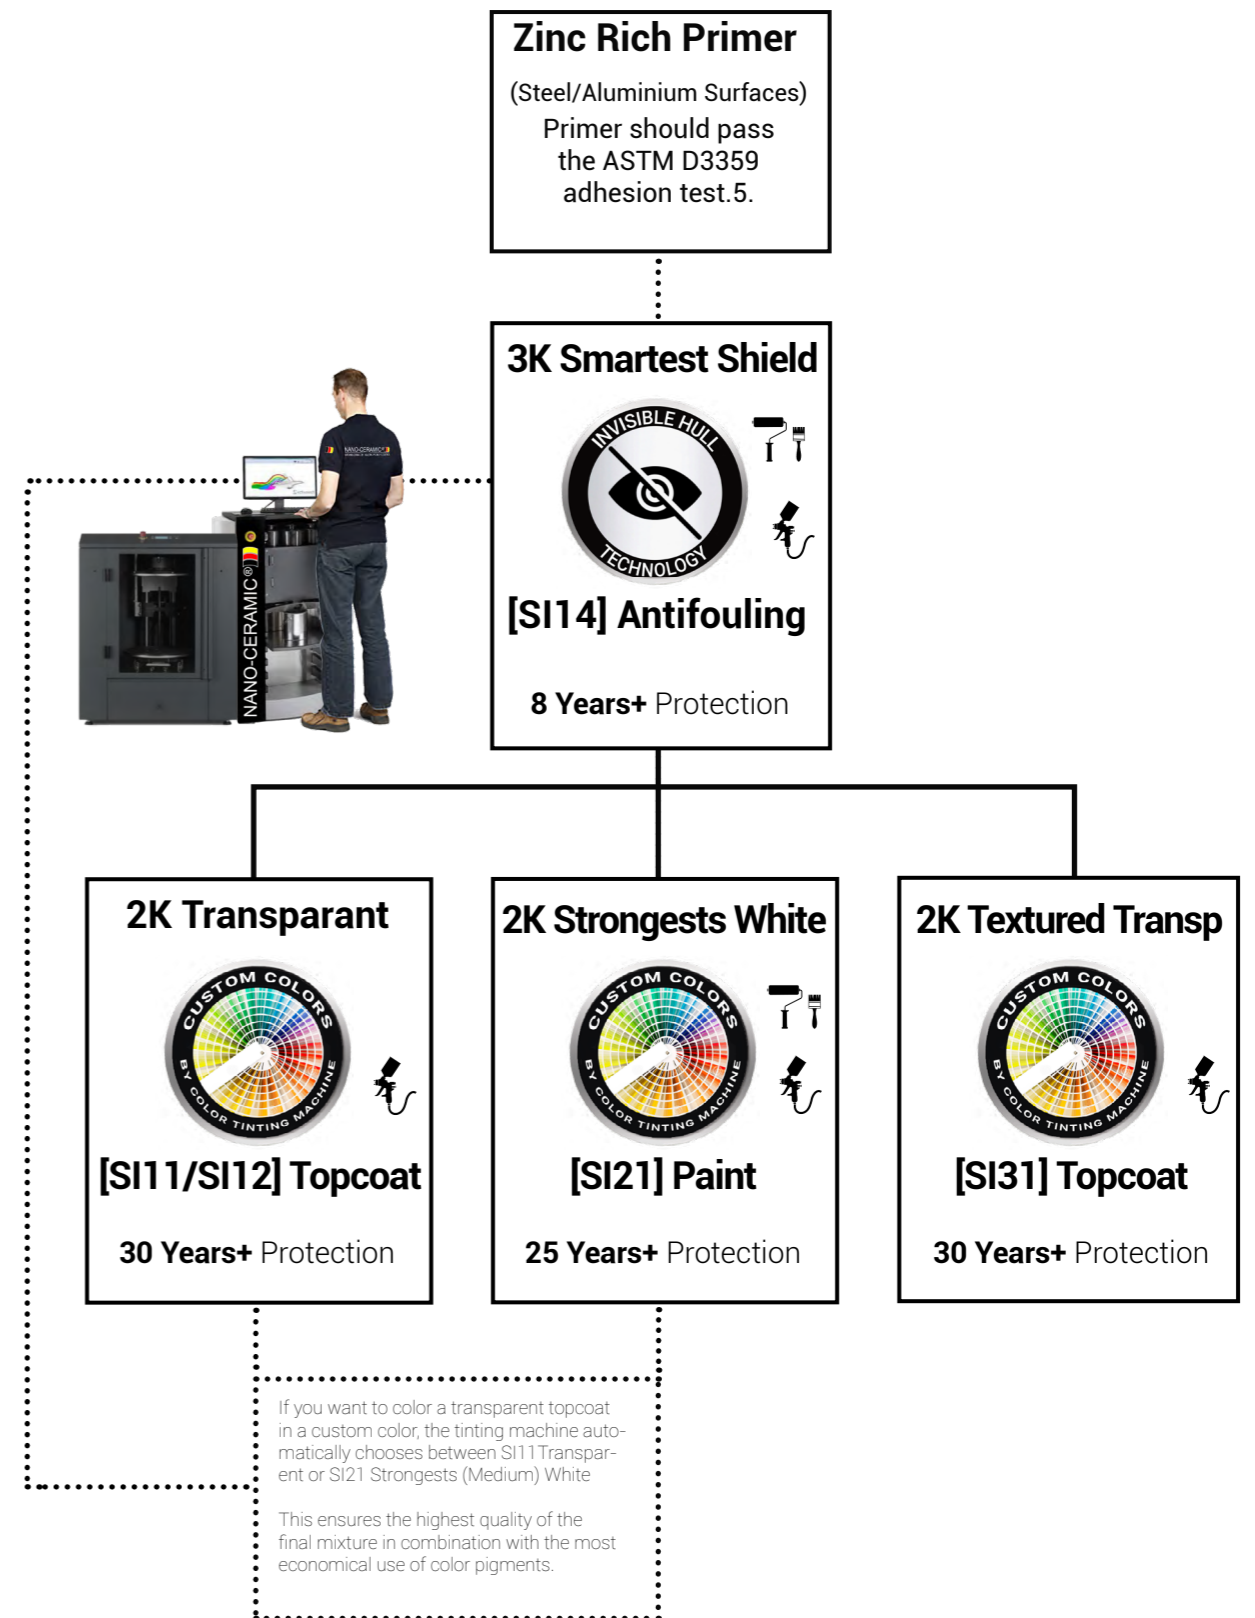 Zinc Rich Primer
(Steel/Aluminium Surfaces)
Primer should pass
the ASTM D3359
adhesion test.5.
3K Smartest Shield
INVISIBLE HULL
TECHNOLOGY
[SI14] Antifouling
8 Years+ Protection
NANO-CERAMIC®
NANO-CERAMIC®
2K Transparant
CUSTOM COLORS
BY COLOR TINTING MACHINE
[SI11/SI12] Topcoat
30 Years+ Protection
2K Strongests White
CUSTOM COLORS
BY COLOR TINTING MACHINE
[SI21] Paint
25 Years+ Protection
2K Textured Transp
CUSTOM COLORS
BY COLOR TINTING MACHINE
[SI31] Topcoat
30 Years+ Protection
If you want to color a transparent topcoat
in a custom color, the tinting machine auto-
matically chooses between SI11Transpar-
ent or SI21 Strongests (Medium) White
This ensures the highest quality of the
final mixture in combination with the most
economical use of color pigments.